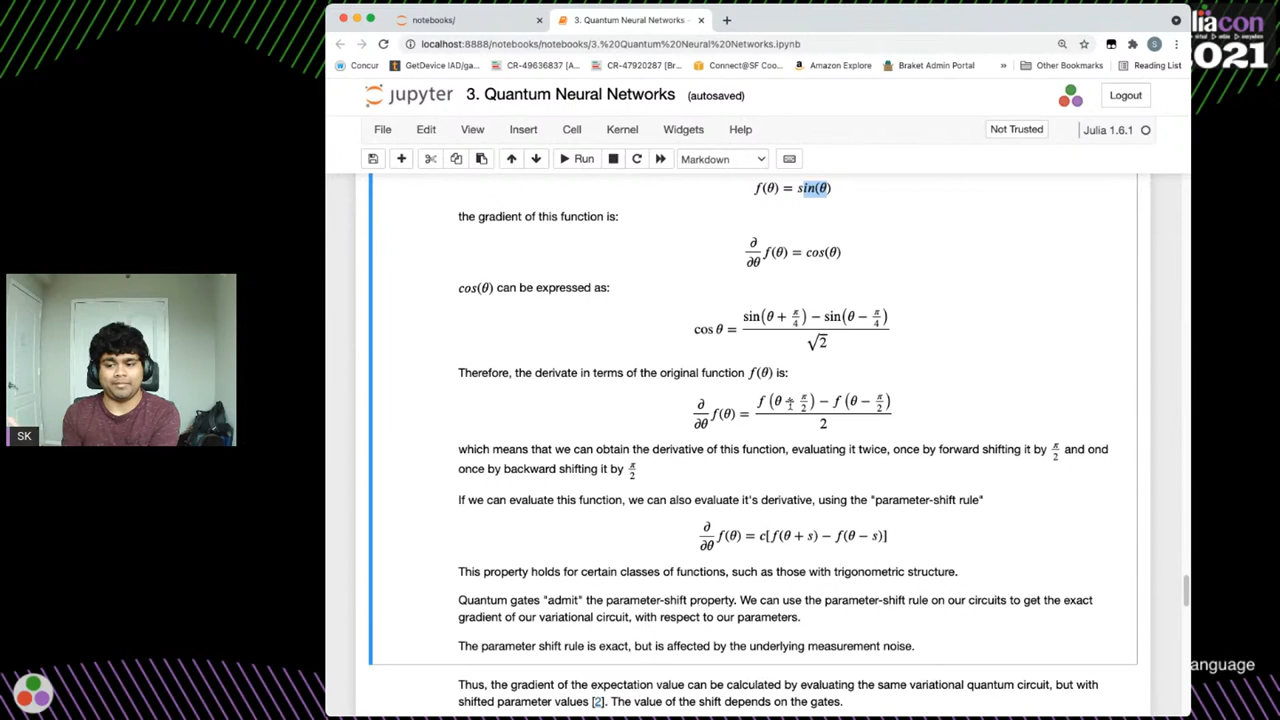 notebooks/
3. Quantum Neural Networks -
localhost:8888/notebooks/notebooks/3.%20Quantum%20Neural%20Networks.ipynb
S
Concur
GetDevice IAD/ga...
CR-49636837 [A...
CR-47920287 [Br...
Connect@SF Coo...
Amazon Explore
Braket Admin Portal
»
Other Bookmarks
Reading List
liacon
2021
jupyter
3. Quantum Neural Networks (autosaved)
Logout
File Edit View Insert Cell Kernel Widgets Help
Not Trusted
Julia 1.6.1
Run
Markdown
f(θ) = sin(θ)
the gradient of this function is:
∂/∂θ f(θ) = cos(θ)
cos(θ) can be expressed as:
cos θ = (sin(θ + π/4) − sin(θ − π/4)) / √2
Therefore, the derivate in terms of the original function f(θ) is:
∂/∂θ f(θ) = (f(θ + π/2) − f(θ − π/2)) / 2
which means that we can obtain the derivative of this function, evaluating it twice, once by forward shifting it by π/2 and ond
once by backward shifting it by π/2
If we can evaluate this function, we can also evaluate it's derivative, using the "parameter-shift rule"
∂/∂θ f(θ) = c[f(θ + s) − f(θ − s)]
This property holds for certain classes of functions, such as those with trigonometric structure.
Quantum gates "admit" the parameter-shift property. We can use the parameter-shift rule on our circuits to get the exact
gradient of our variational circuit, with respect to our parameters.
The parameter shift rule is exact, but is affected by the underlying measurement noise.
Thus, the gradient of the expectation value can be calculated by evaluating the same variational quantum circuit, but with
shifted parameter values [2]. The value of the shift depends on the gates.
SK
anguage